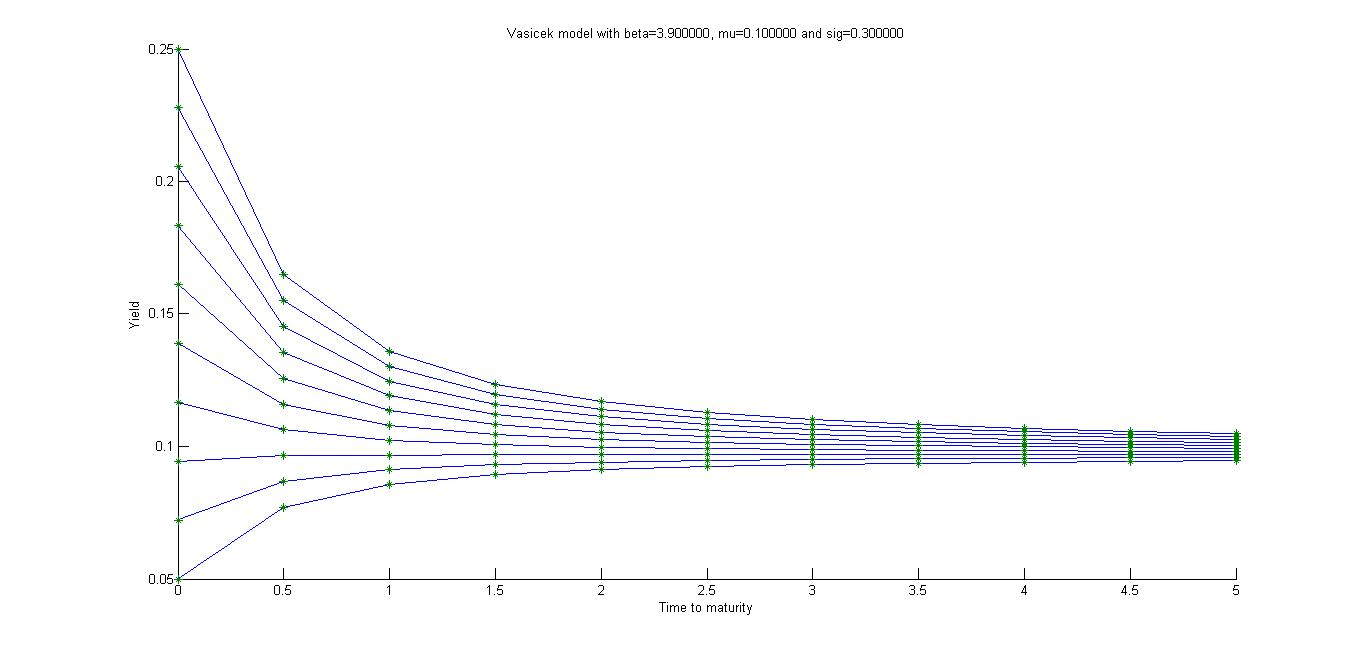 Vasicek model with beta=3.900000, mu=0.100000 and sig=0.300000
0.25
0.2
0.15
0.1
0.05
Yield
0 0.5 1 1.5 2 2.5 3 3.5 4 4.5 5
Time to maturity